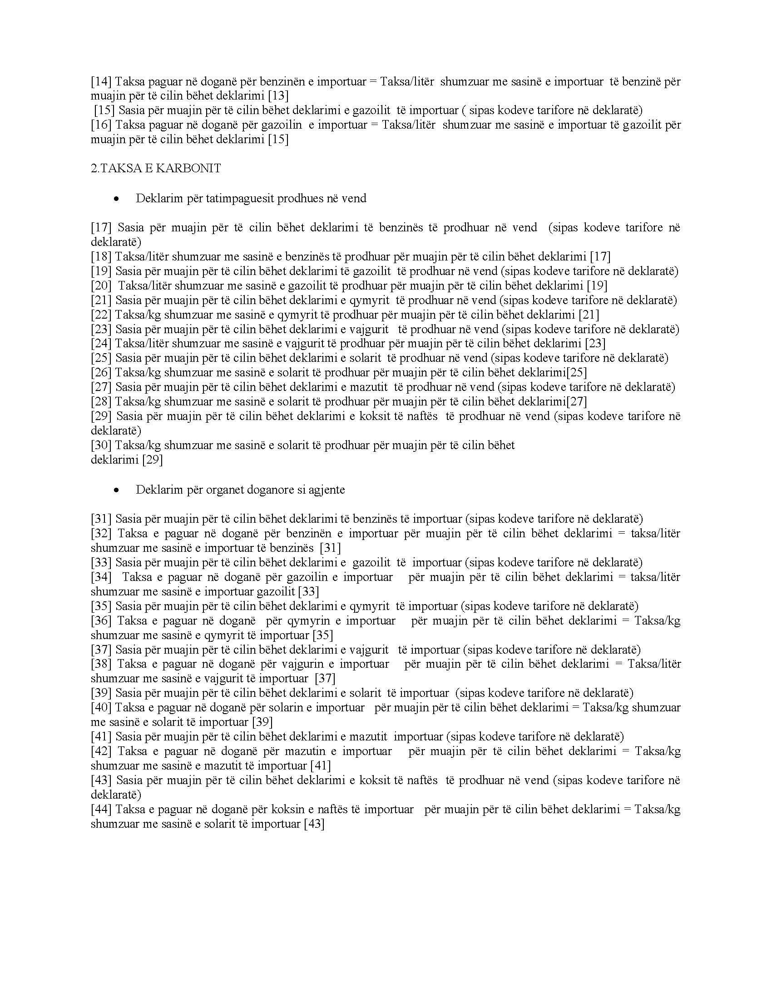 [14] Taksa paguar në doganë për benzinën e importuar = Taksa/litër shumzuar me sasinë e importuar të benzinë për
muajin për të cilin bëhet deklarimi [13]
[15] Sasia për muajin për të cilin bëhet deklarimi e gazoilit të importuar ( sipas kodeve tarifore në deklaratë)
[16] Taksa paguar në doganë për gazoilin e importuar = Taksa/litër shumzuar me sasinë e importuar të gazoilit për
muajin për të cilin bëhet deklarimi [15]
2.TAKSA E KARBONIT
• Deklarim për tatimpaguesit prodhues në vend
[17] Sasia për muajin për të cilin bëhet deklarimi të benzinës të prodhuar në vend (sipas kodeve tarifore në
deklaratë)
[18] Taksa/litër shumzuar me sasinë e benzinës të prodhuar për muajin për të cilin bëhet deklarimi [17]
[19] Sasia për muajin për të cilin bëhet deklarimi të gazoilit të prodhuar në vend (sipas kodeve tarifore në deklaratë)
[20] Taksa/litër shumzuar me sasinë e gazoilit të prodhuar për muajin për të cilin bëhet deklarimi [19]
[21] Sasia për muajin për të cilin bëhet deklarimi e qymyrit të prodhuar në vend (sipas kodeve tarifore në deklaratë)
[22] Taksa/kg shumzuar me sasinë e qymyrit të prodhuar për muajin për të cilin bëhet deklarimi [21]
[23] Sasia për muajin për të cilin bëhet deklarimi e vajgurit të prodhuar në vend (sipas kodeve tarifore në deklaratë)
[24] Taksa/litër shumzuar me sasinë e vajgurit të prodhuar për muajin për të cilin bëhet deklarimi [23]
[25] Sasia për muajin për të cilin bëhet deklarimi e solarit të prodhuar në vend (sipas kodeve tarifore në deklaratë)
[26] Taksa/kg shumzuar me sasinë e solarit të prodhuar për muajin për të cilin bëhet deklarimi[25]
[27] Sasia për muajin për të cilin bëhet deklarimi e mazutit të prodhuar në vend (sipas kodeve tarifore në deklaratë)
[28] Taksa/kg shumzuar me sasinë e solarit të prodhuar për muajin për të cilin bëhet deklarimi[27]
[29] Sasia për muajin për të cilin bëhet deklarimi e koksit të naftës të prodhuar në vend (sipas kodeve tarifore në
deklaratë)
[30] Taksa/kg shumzuar me sasinë e solarit të prodhuar për muajin për të cilin bëhet
deklarimi [29]
• Deklarim për organet doganore si agjente
[31] Sasia për muajin për të cilin bëhet deklarimi të benzinës të importuar (sipas kodeve tarifore në deklaratë)
[32] Taksa e paguar në doganë për benzinën e importuar për muajin për të cilin bëhet deklarimi = taksa/litër
shumzuar me sasinë e importuar të benzinës [31]
[33] Sasia për muajin për të cilin bëhet deklarimi e gazoilit të importuar (sipas kodeve tarifore në deklaratë)
[34] Taksa e paguar në doganë për gazoilin e importuar për muajin për të cilin bëhet deklarimi = taksa/litër
shumzuar me sasinë e importuar gazoilit [33]
[35] Sasia për muajin për të cilin bëhet deklarimi e qymyrit të importuar (sipas kodeve tarifore në deklaratë)
[36] Taksa e paguar në doganë për qymyrin e importuar për muajin për të cilin bëhet deklarimi = Taksa/kg
shumzuar me sasinë e qymyrit të importuar [35]
[37] Sasia për muajin për të cilin bëhet deklarimi e vajgurit të importuar (sipas kodeve tarifore në deklaratë)
[38] Taksa e paguar në doganë për vajgurin e importuar për muajin për të cilin bëhet deklarimi = Taksa/litër
shumzuar me sasinë e vajgurit të importuar [37]
[39] Sasia për muajin për të cilin bëhet deklarimi e solarit të importuar (sipas kodeve tarifore në deklaratë)
[40] Taksa e paguar në doganë për solarin e importuar për muajin për të cilin bëhet deklarimi = Taksa/kg shumzuar
me sasinë e solarit të importuar [39]
[41] Sasia për muajin për të cilin bëhet deklarimi e mazutit importuar (sipas kodeve tarifore në deklaratë)
[42] Taksa e paguar në doganë për mazutin e importuar për muajin për të cilin bëhet deklarimi = Taksa/kg
shumzuar me sasinë e mazutit të importuar [41]
[43] Sasia për muajin për të cilin bëhet deklarimi e koksit të naftës të prodhuar në vend (sipas kodeve tarifore në
deklaratë)
[44] Taksa e paguar në doganë për koksin e naftës të importuar për muajin për të cilin bëhet deklarimi = Taksa/kg
shumzuar me sasinë e solarit të importuar [43]